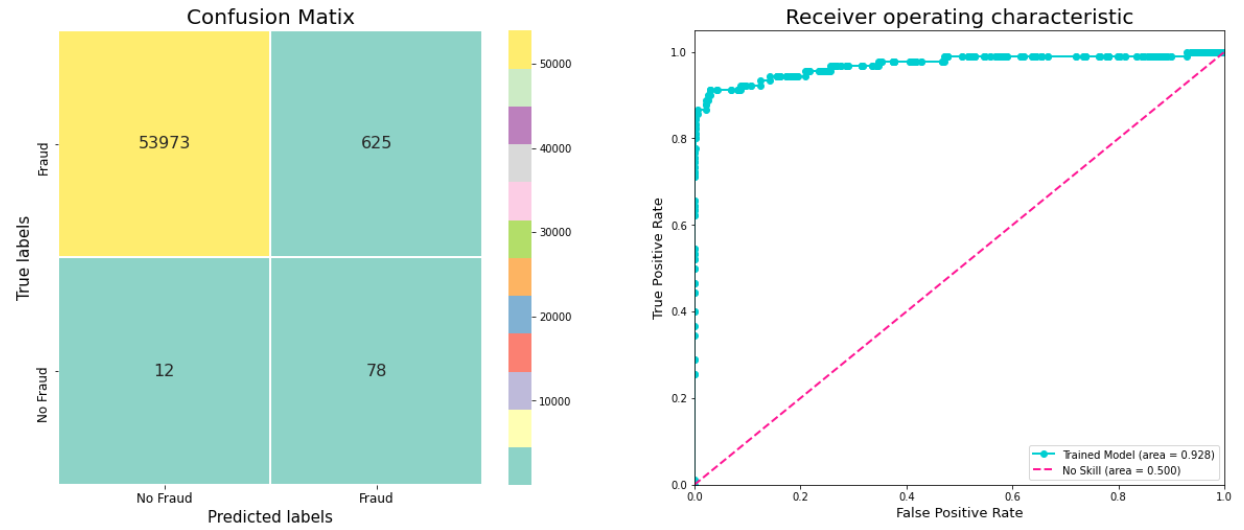 Confusion Matix
53973
625
12
78
Fraud
No Fraud
True labels
No Fraud
Fraud
Predicted labels
50000
40000
30000
20000
10000
Receiver operating characteristic
1.0
0.8
0.6
0.4
0.2
0.0
True Positive Rate
0.0
0.2
0.4
0.6
0.8
1.0
False Positive Rate
Trained Model (area = 0.928)
No Skill (area = 0.500)